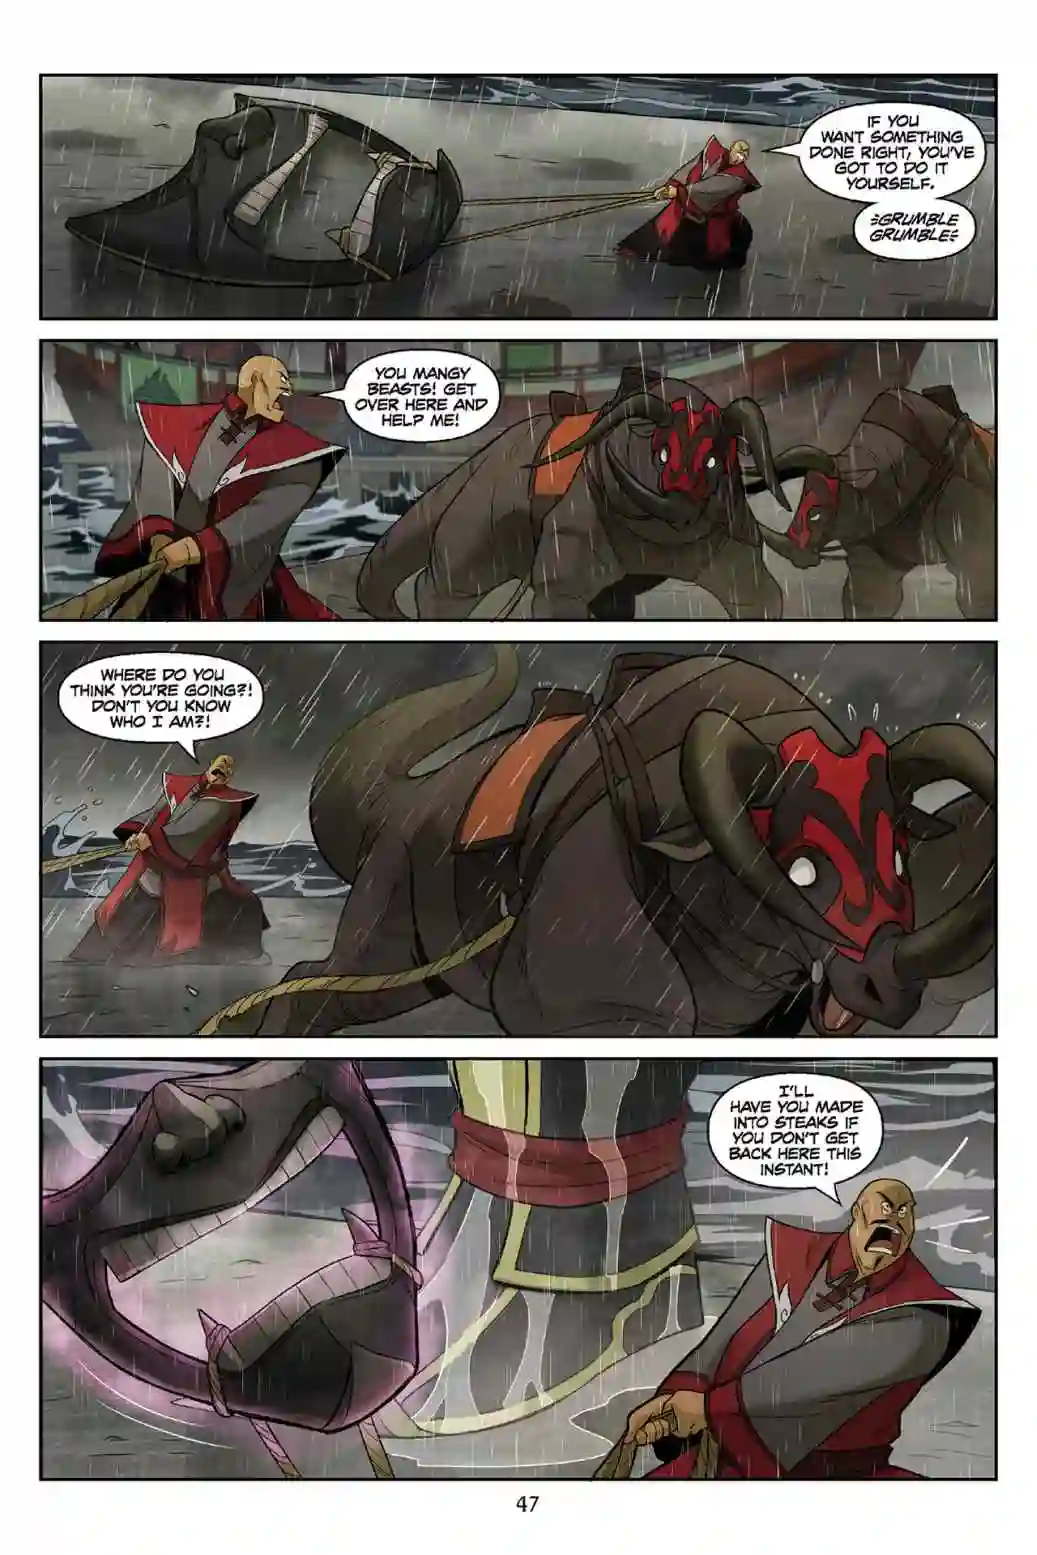 IF YOU
WANT SOMETHING
DONE RIGHT, YOU'VE
GOT TO DO IT
YOURSELF.
GRUMBLE
GRUMBLE
YOU MANGY
BEASTS! GET
OVER HERE AND
HELP ME!
WHERE DO YOU
THINK YOU'RE GOING?!
DON'T YOU KNOW
WHO I AM?!
I'LL
HAVE YOU MADE
INTO STEAKS IF
YOU DON'T GET
BACK HERE THIS
INSTANT!
47